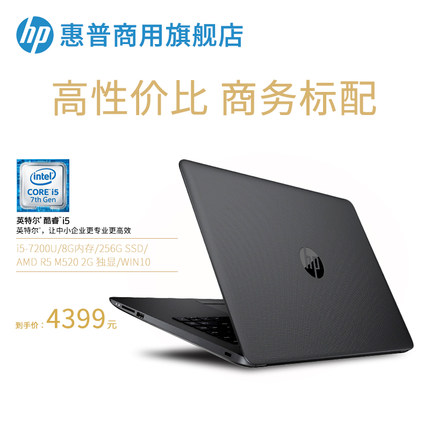 hp 惠普商用旗舰店
高性价比 商务标配
intel
CORE i5
7th Gen
英特尔® 酷睿™ i5
英特尔®，让中小企业更专业更高效
i5-7200U/8G内存/256G SSD/
AMD R5 M520 2G 独显/WIN10
到手价：4399元
hp